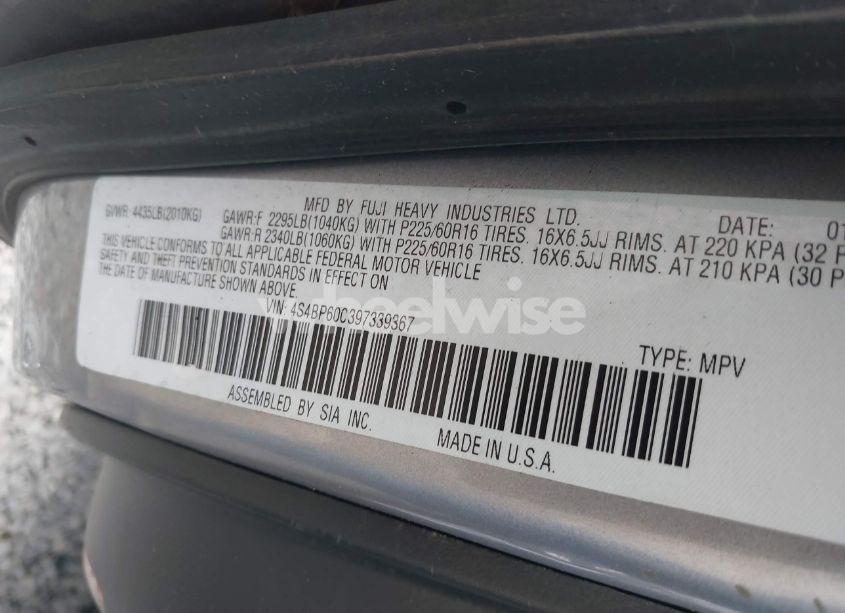 MFD BY FUJI HEAVY INDUSTRIES LTD. DATE: 01
GVWR: 4435LB(2010KG) GAWR:F 2295LB(1040KG) WITH P225/60R16 TIRES. 16X6.5JJ RIMS. AT 220 KPA (32 P
GAWR:R 2340LB(1060KG) WITH P225/60R16 TIRES. 16X6.5JJ RIMS. AT 210 KPA (30 P
THIS VEHICLE CONFORMS TO ALL APPLICABLE FEDERAL MOTOR VEHICLE
SAFETY AND THEFT PREVENTION STANDARDS IN EFFECT ON
THE DATE OF MANUFACTURE SHOWN ABOVE.
VIN: 4S4BP60C397339367
wheelwise
TYPE: MPV
ASSEMBLED BY SIA INC.
MADE IN U.S.A.